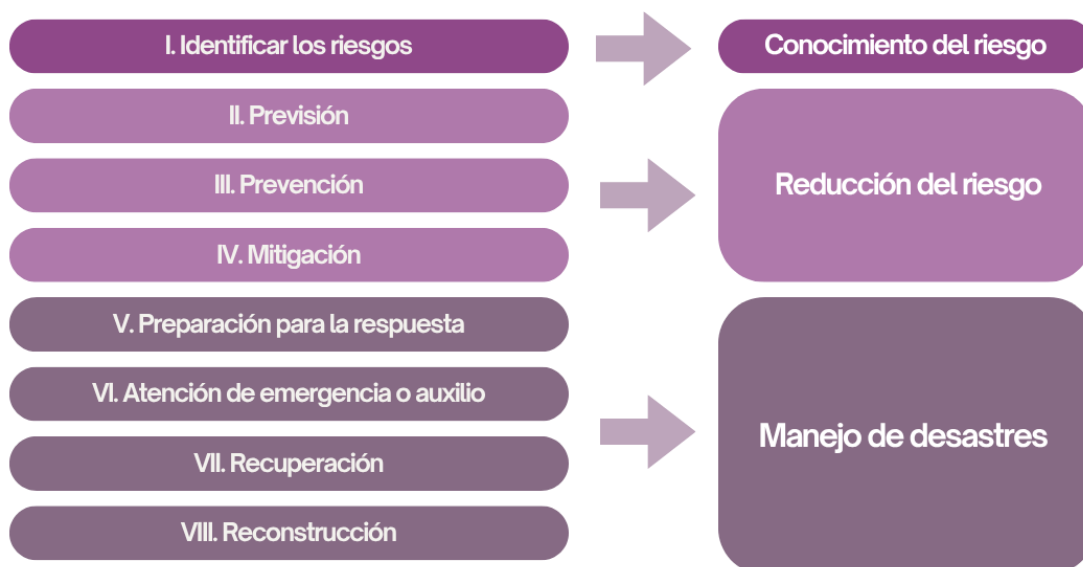 I. Identificar los riesgos
Conocimiento del riesgo
II. Previsión
III. Prevención
IV. Mitigación
Reducción del riesgo
V. Preparación para la respuesta
VI. Atención de emergencia o auxilio
VII. Recuperación
VIII. Reconstrucción
Manejo de desastres